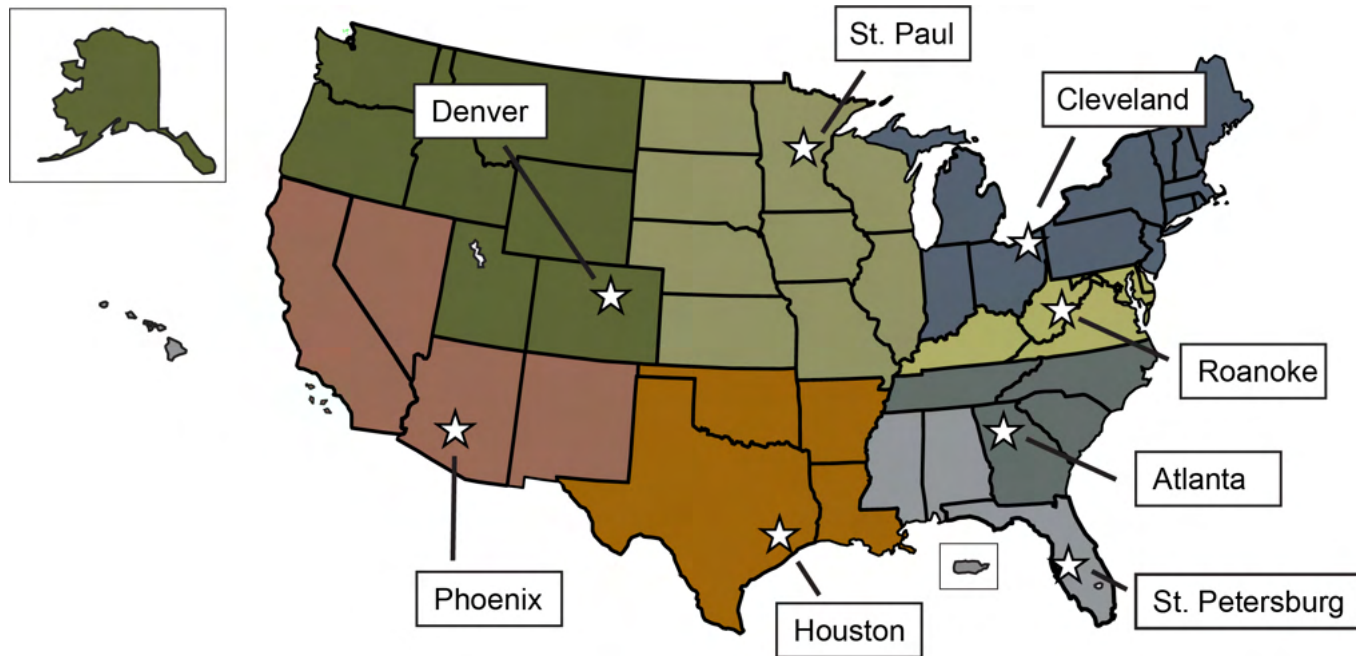 St. Paul
Cleveland
Denver
Roanoke
Atlanta
Phoenix
St. Petersburg
Houston